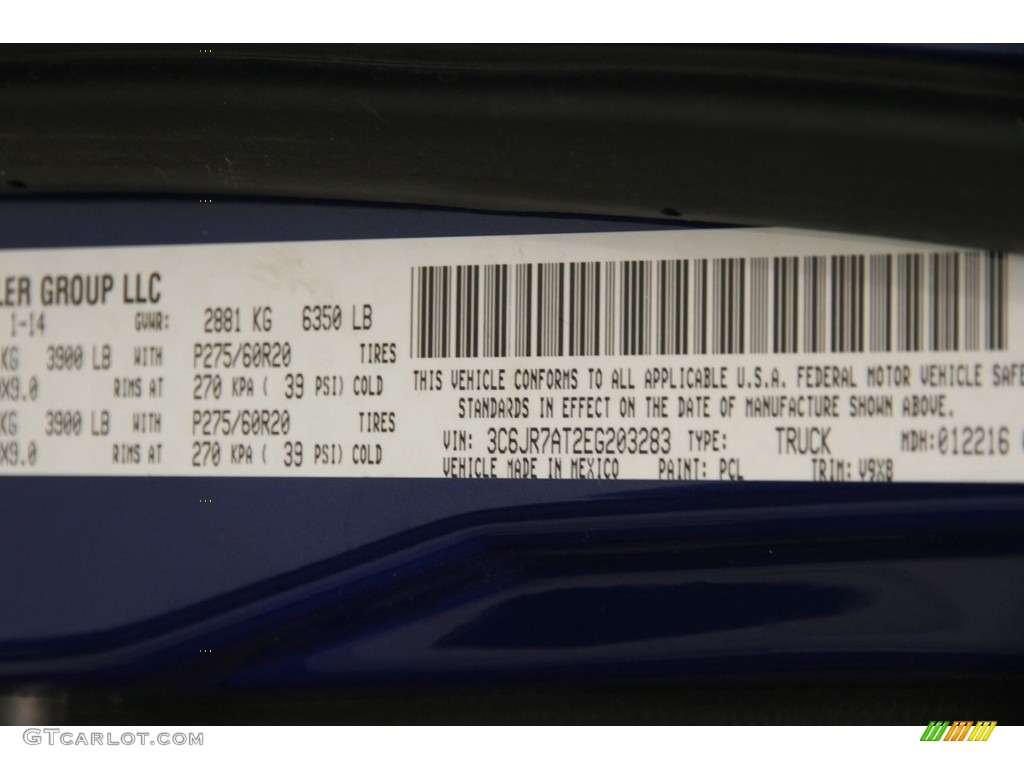 LER GROUP LLC
1-14 GVWR: 2881 KG 6350 LB
KG 3900 LB WITH P275/60R20 TIRES
X9.0 RIMS AT 270 KPA ( 39 PSI) COLD
KG 3900 LB WITH P275/60R20 TIRES
X9.0 RIMS AT 270 KPA ( 39 PSI) COLD
THIS VEHICLE CONFORMS TO ALL APPLICABLE U.S.A. FEDERAL MOTOR VEHICLE SAFE
STANDARDS IN EFFECT ON THE DATE OF MANUFACTURE SHOWN ABOVE.
VIN: 3C6JR7AT2EG203283 TYPE: TRUCK MDH:012216
VEHICLE MADE IN MEXICO PAINT: PCL TRIM: V9X8
GTCarlot.com